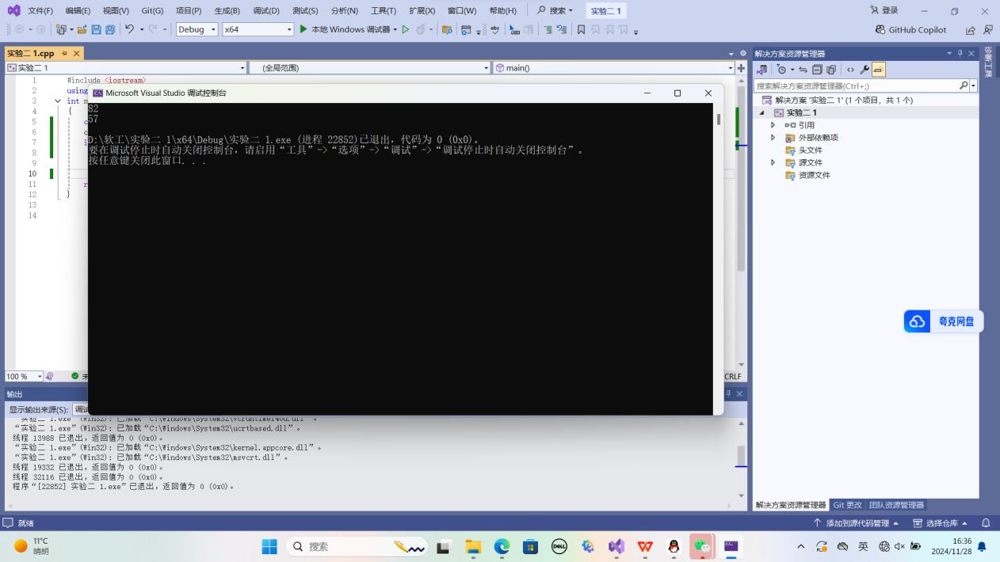 文件(F) 编辑(E) 视图(V) Git(G) 项目(P) 生成(B) 调试(D) 测试(S) 分析(N) 工具(T) 扩展(X) 窗口(W) 帮助(H) 搜索 实验二 1 登录
Debug x64 本地 Windows 调试器 GitHub Copilot
实验二 1.cpp
实验二 1 (全局范围) main()
1 #include <iostream>
2 using
3 int m
4 {
5 c
6 c
7 i
8
9
10
11 r
12 }
13
14
Microsoft Visual Studio 调试控制台
82
57
D:\软工\实验二 1\x64\Debug\实验二 1.exe (进程 22852)已退出，代码为 0 (0x0)。
要在调试停止时自动关闭控制台，请启用“工具”->“选项”->“调试”->“调试停止时自动关闭控制台”。
按任意键关闭此窗口. . .
100 % 未 CRLF
输出
显示输出来源(S): 调试
“实验二 1.exe”(Win32): 已加载“C:\Windows\System32\vcruntime140d.dll”。
“实验二 1.exe”(Win32): 已加载“C:\Windows\System32\ucrtbased.dll”。
线程 13988 已退出，返回值为 0 (0x0)。
“实验二 1.exe”(Win32): 已加载“C:\Windows\System32\kernel.appcore.dll”。
“实验二 1.exe”(Win32): 已加载“C:\Windows\System32\msvcrt.dll”。
线程 19332 已退出，返回值为 0 (0x0)。
线程 32116 已退出，返回值为 0 (0x0)。
程序“[22852] 实验二 1.exe”已退出，返回值为 0 (0x0)。
解决方案资源管理器
搜索解决方案资源管理器(Ctrl+;)
解决方案 '实验二 1' (1 个项目，共 1 个)
实验二 1
引用
外部依赖项
头文件
源文件
资源文件
诊断工具
夸克网盘
解决方案资源管理器 Git 更改 团队资源管理器
就绪 添加到源代码管理 选择仓库
11°C
晴朗
搜索
DELL
英
16:36
2024/11/28